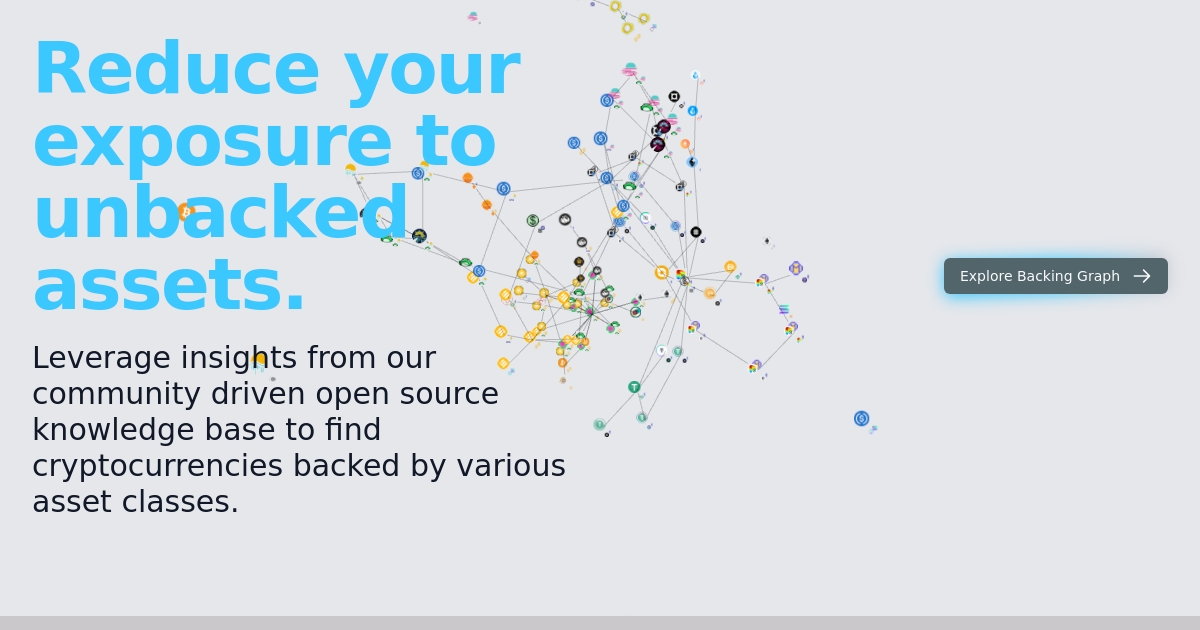 Reduce your
exposure to
unbacked
assets.
Leverage insights from our
community driven open source
knowledge base to find
cryptocurrencies backed by various
asset classes.
Explore Backing Graph